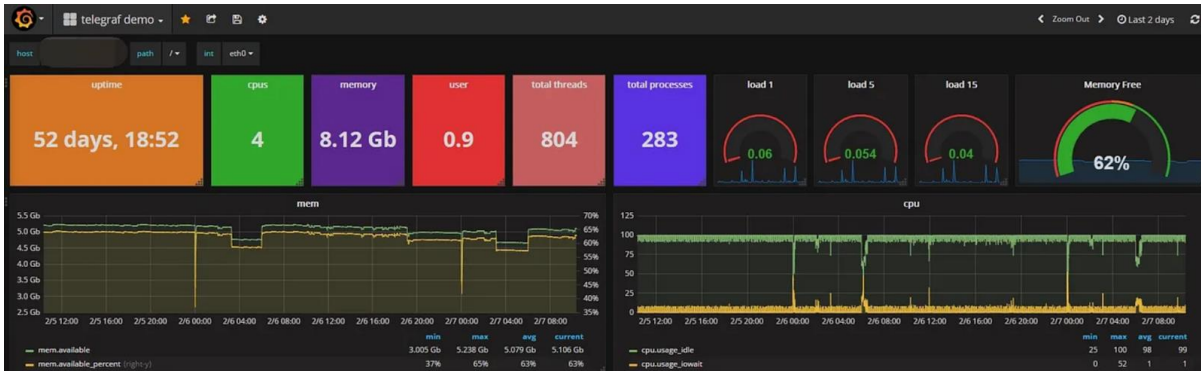 telegraf demo
Zoom Out
Last 2 days
host
path / int eth0
uptime cpus memory user total threads total processes load 1 load 5 load 15 Memory Free
52 days, 18:52 4 8.12 Gb 0.9 804 283 0.06 0.054 0.04 62%
mem
5.5 Gb 70%
5.0 Gb 65%
4.5 Gb 60%
4.0 Gb 55%
50%
3.5 Gb 45%
3.0 Gb 40%
2.5 Gb 35%
2/5 12:00 2/5 16:00 2/5 20:00 2/6 00:00 2/6 04:00 2/6 08:00 2/6 12:00 2/6 16:00 2/6 20:00 2/7 00:00 2/7 04:00 2/7 08:00
min max avg current
mem.available 3.005 Gb 5.238 Gb 5.079 Gb 5.106 Gb
mem.available_percent (right-y) 37% 65% 63% 63%
cpu
125
100
75
50
25
0
2/5 12:00 2/5 16:00 2/5 20:00 2/6 00:00 2/6 04:00 2/6 08:00 2/6 12:00 2/6 16:00 2/6 20:00 2/7 00:00 2/7 04:00 2/7 08:00
min max avg current
cpu.usage_idle 25 100 98 99
cpu.usage_iowait 0 52 1 1